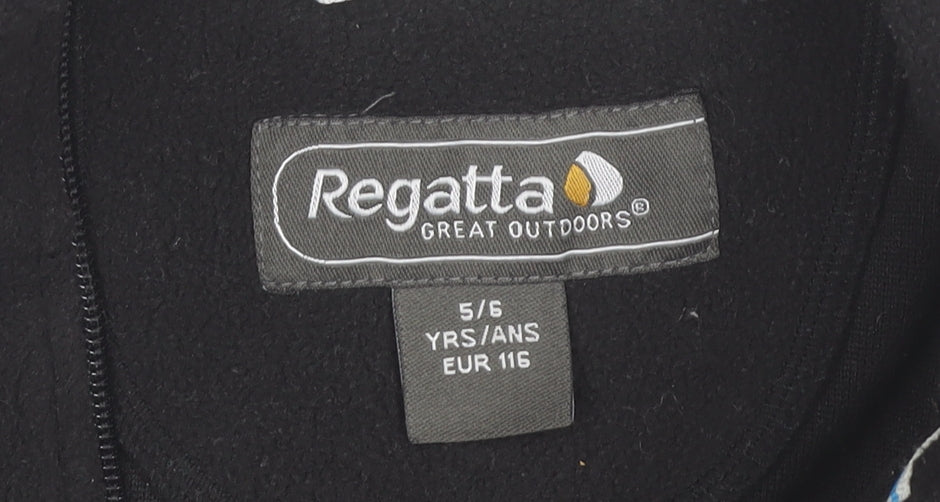 Regatta
GREAT OUTDOORS®
5/6
YRS/ANS
EUR 116